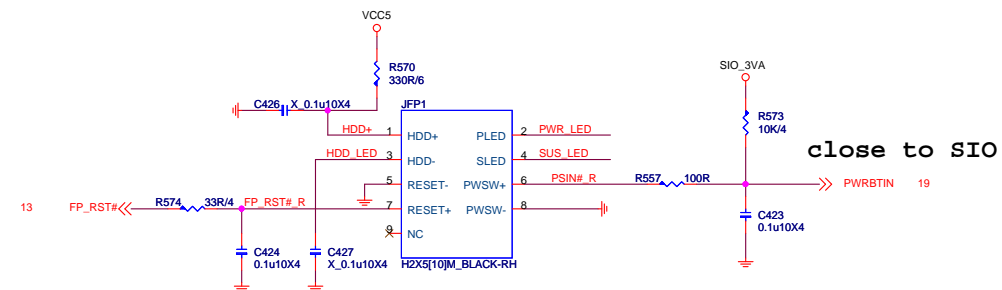 VCC5
R570
330R/6
SIO_3VA
C426
X_0.1u10X4
JFP1
R573
10K/4
close to SIO
HDD+
1
HDD+
PLED
2
PWR_LED
HDD_LED
3
HDD-
SLED
4
SUS_LED
5
RESET-
PWSW+
6
PSIN#_R
R557
100R
PWRBTIN
19
13
FP_RST#
R574
33R/4
FP_RST#_R
7
RESET+
PWSW-
8
9
NC
C424
0.1u10X4
C427
X_0.1u10X4
H2X5[10]M_BLACK-RH
C423
0.1u10X4